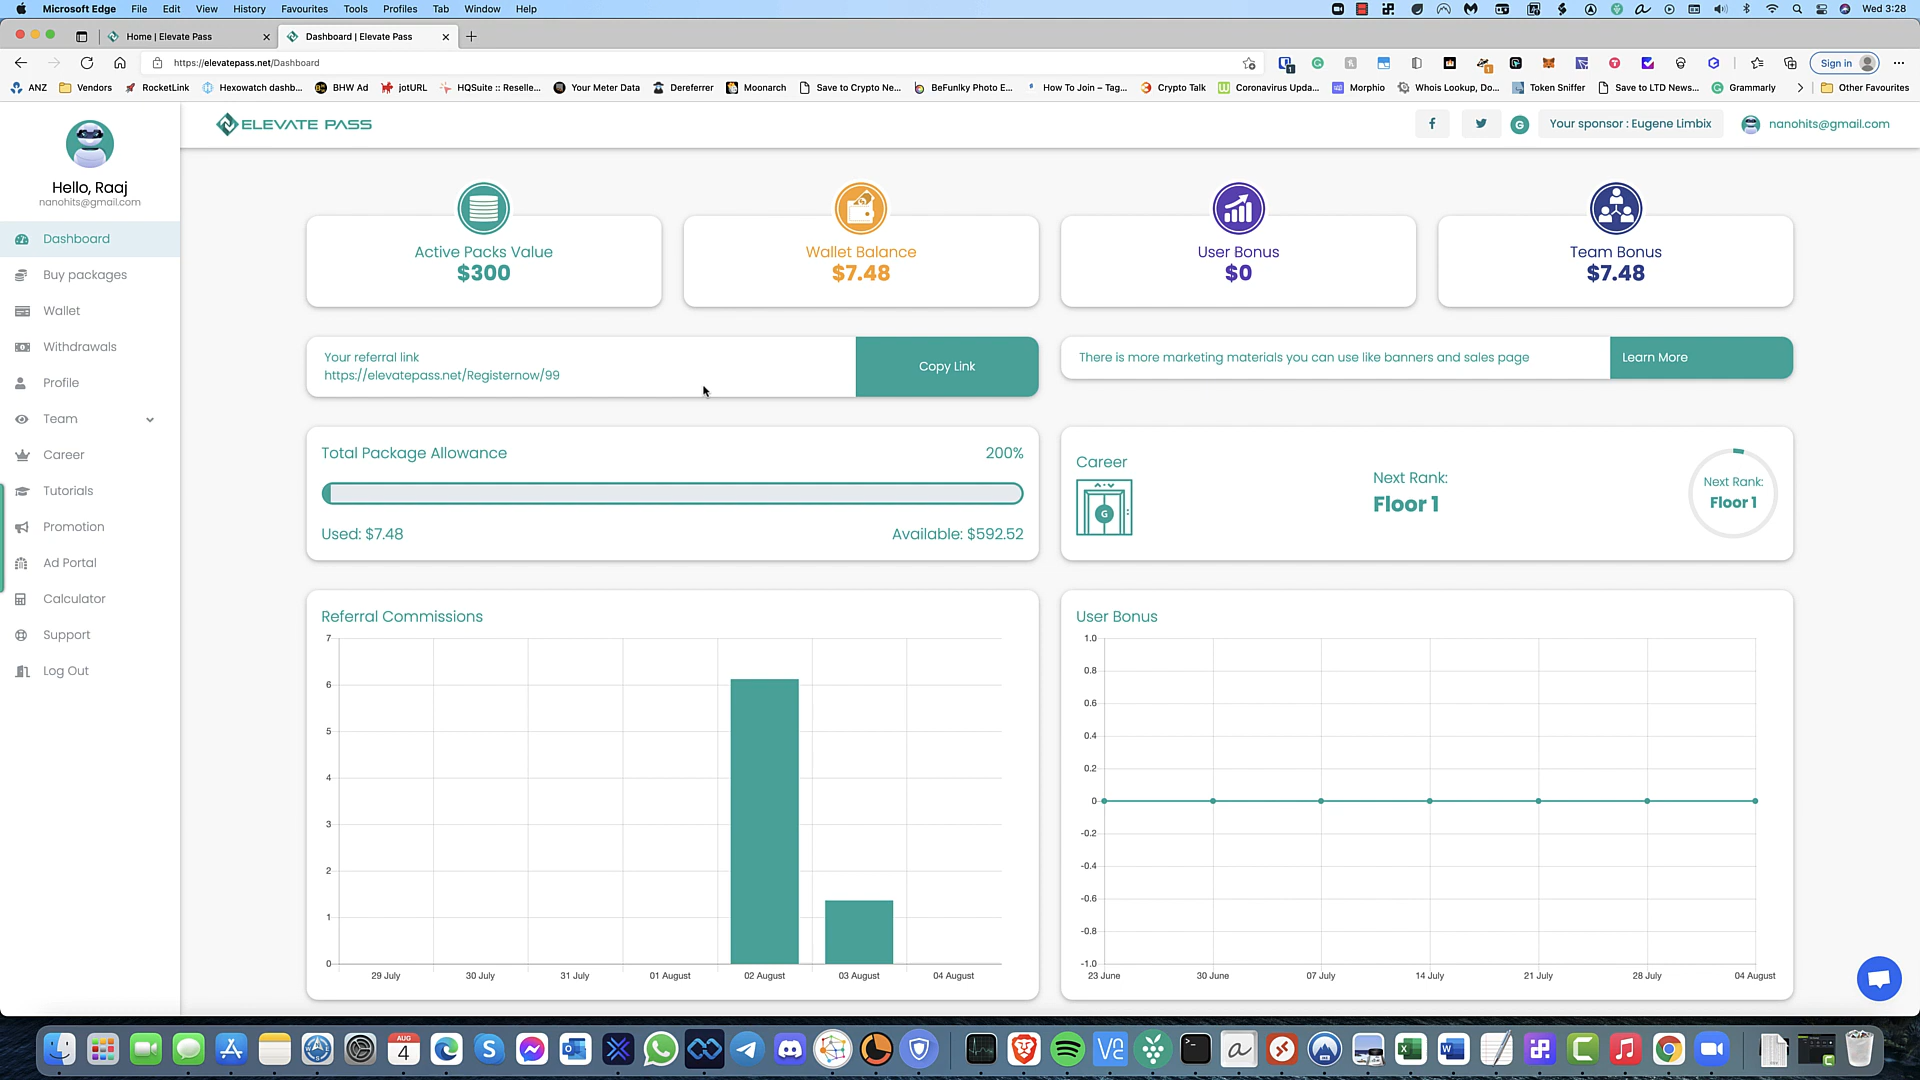 Microsoft Edge File Edit View History Favourites Tools Profiles Tab Window Help
Wed 3:28
Home | Elevate Pass
Dashboard | Elevate Pass
https://elevatepass.net/Dashboard
Sign in
ANZ
Vendors
RocketLink
Hexowatch dashb...
BHW Ad
jotURL
HQSuite :: Reselle...
Your Meter Data
Dereferrer
Moonarch
Save to Crypto Ne...
BeFunlky Photo E...
How To Join – Tag...
Crypto Talk
Coronavirus Upda...
Morphio
Whois Lookup, Do...
Token Sniffer
Save to LTD News...
Grammarly
Other Favourites
ELEVATE PASS
Your sponsor : Eugene Limbix
nanohits@gmail.com
Hello, Raaj
nanohits@gmail.com
Dashboard
Buy packages
Wallet
Withdrawals
Profile
Team
Career
Tutorials
Promotion
Ad Portal
Calculator
Support
Log Out
Active Packs Value
$300
Wallet Balance
$7.48
User Bonus
$0
Team Bonus
$7.48
Your referral link
https://elevatepass.net/Registernow/99
Copy Link
There is more marketing materials you can use like banners and sales page
Learn More
Total Package Allowance
200%
Used: $7.48
Available: $592.52
Career
G
Next Rank:
Floor 1
Next Rank:
Floor 1
Referral Commissions
7
6
5
4
3
2
1
0
29 July
30 July
31 July
01 August
02 August
03 August
04 August
User Bonus
1.0
0.8
0.6
0.4
0.2
0
-0.2
-0.4
-0.6
-0.8
-1.0
23 June
30 June
07 July
14 July
21 July
28 July
04 August
AUG
4